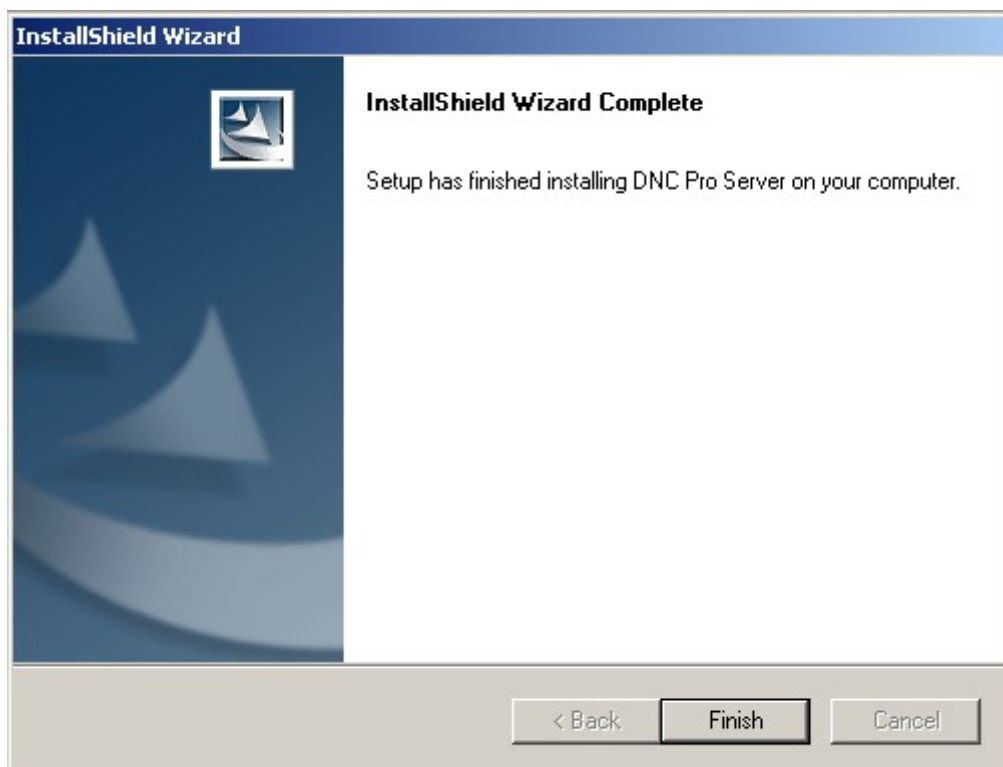 InstallShield Wizard
InstallShield Wizard Complete
Setup has finished installing DNC Pro Server on your computer.
< Back Finish Cancel